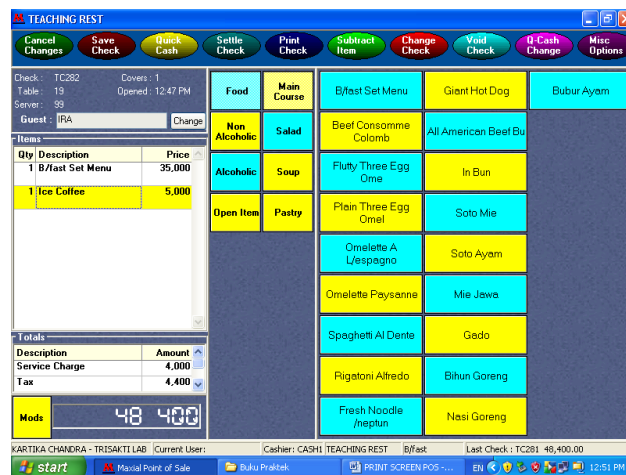 TEACHING REST
Cancel Changes
Save Check
Quick Cash
Settle Check
Print Check
Subtract Item
Change Check
Void Check
Q-Cash Change
Misc Options
Check : TC282 Covers : 1
Table : 19 Opened : 12:47 PM
Server : 99
Guest : IRA Change
Items
Qty Description Price
1 B/fast Set Menu 35,000
1 Ice Coffee 5,000
Totals
Description Amount
Service Charge 4,000
Tax 4,400
Mods 48 400
Food
Main Course
Non Alcoholic
Salad
Alcoholic
Soup
Open Item
Pastry
B/fast Set Menu
Giant Hot Dog
Bubur Ayam
Beef Consomme Colomb
All American Beef Bu
Fluty Three Egg Ome
In Bun
Plain Three Egg Omel
Soto Mie
Omelette A L/espagno
Soto Ayam
Omelette Paysanne
Mie Jawa
Spaghetti Al Dente
Gado
Rigatoni Alfredo
Bihun Goreng
Fresh Noodle /neptun
Nasi Goreng
KARTIKA CHANDRA - TRISAKTI LAB Current User: Cashier: CASH1 TEACHING REST B/fast Last Check : TC281 48,400.00
start Maxial Point of Sale Buku Praktek PRINT SCREEN POS -... EN 12:51 PM